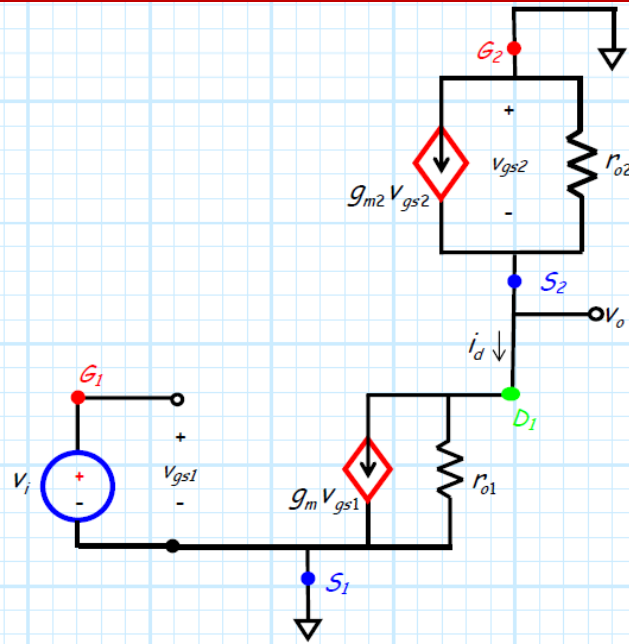 G2
+
vgs2
-
ro2
gm2 vgs2
S2
vo
id
G1
D1
+
vi
+
-
vgs1
-
gm vgs1
ro1
S1